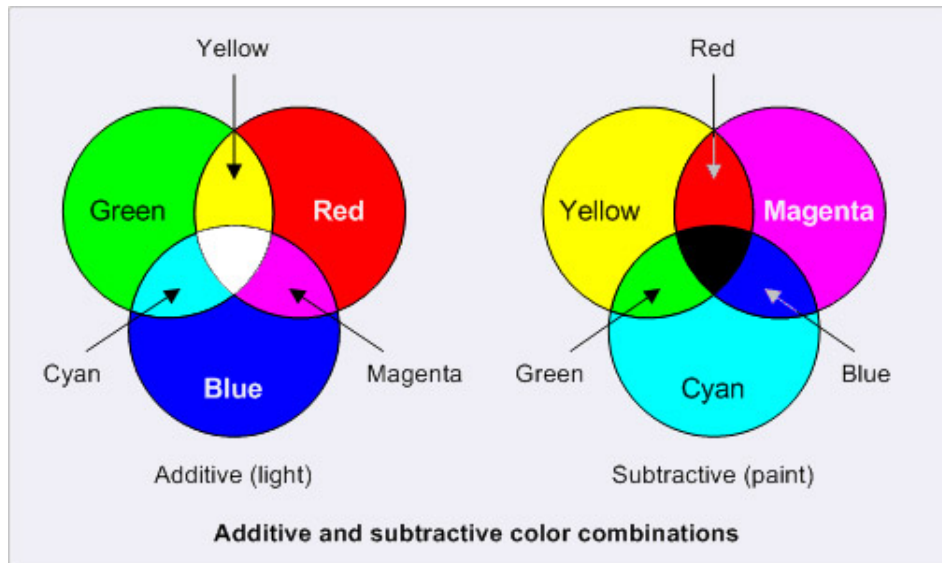 Yellow
Green
Red
Cyan
Blue
Magenta
Additive (light)
Red
Yellow
Magenta
Green
Cyan
Blue
Subtractive (paint)
Additive and subtractive color combinations